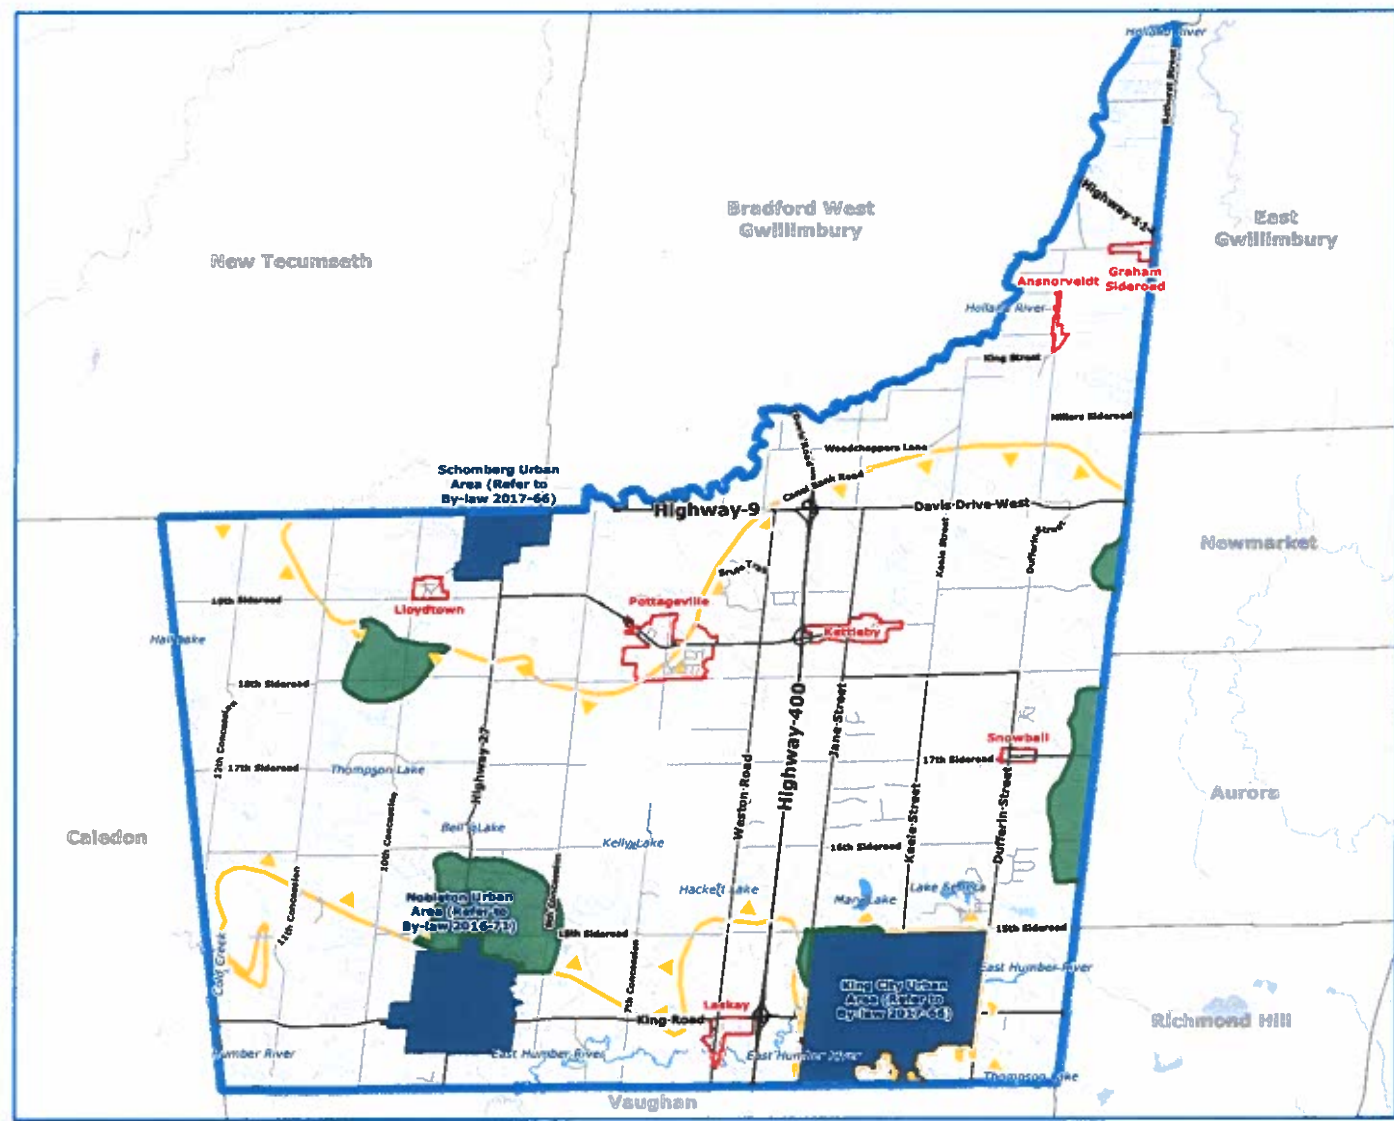 Holland River
Bathurst Street
Bradford West
Gwillimbury
East
Gwillimbury
New Tecumseth
Highway-11
Graham
Sideroad
Ansnorveldt
Holland River
King Street
Millers Sideroad
Davis Road
Woodchoppers Lane
Canal Bank Road
Schomberg Urban
Area (Refer to
By-law 2017-66)
Highway-9
Davis-Drive-West
Newmarket
Keele Street
Dufferin-Street
Bruce Trail
19th Sideroad
Lloydtown
Pottageville
Kettleby
Hall Lake
18th Sideroad
12th Concession
17th Sideroad
Thompson Lake
Highway-27
Highway-400
Jane-Street
Snowball
17th Sideroad
Weston-Road
Dufferin-Street
Keele-Street
Aurora
Caledon
10th Concession
Bell's Lake
Kelly Lake
16th Sideroad
Hackett Lake
Mary Lake
Lake Seneca
11th Concession
Nobleton Urban
Area (Refer to
By-law 2016-71)
8th Concession
15th Sideroad
15th Sideroad
Cold Creek
7th Concession
East Humber River
King City Urban
Area (Refer to
By-law 2017-66)
Laskay
King-Road
Richmond Hill
Humber River
East Humber River
East Humber River
Thompson Lake
Vaughan